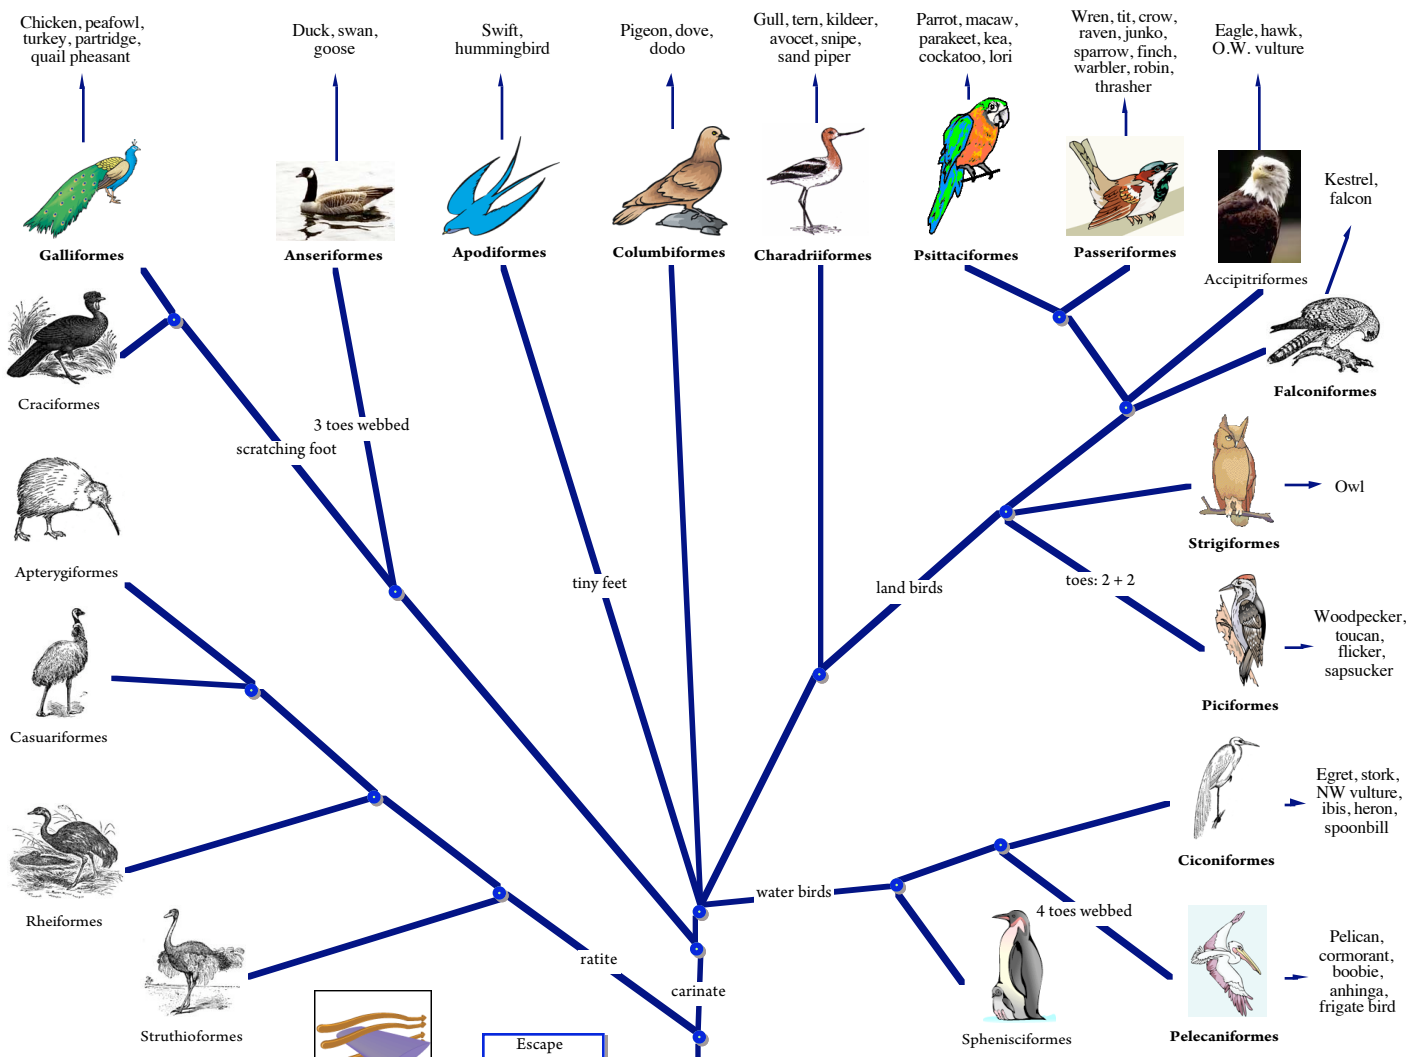 Chicken, peafowl,
turkey, partridge,
quail pheasant
Duck, swan,
goose
Swift,
hummingbird
Pigeon, dove,
dodo
Gull, tern, kildeer,
avocet, snipe,
sand piper
Parrot, macaw,
parakeet, kea,
cockatoo, lori
Wren, tit, crow,
raven, junko,
sparrow, finch,
warbler, robin,
thrasher
Eagle, hawk,
O.W. vulture
Kestrel,
falcon
Galliformes
Anseriformes
Apodiformes
Columbiformes
Charadriiformes
Psittaciformes
Passeriformes
Accipitriformes
Falconiformes
Craciformes
3 toes webbed
scratching foot
Owl
Strigiformes
Apterygiformes
tiny feet
land birds
toes: 2 + 2
Woodpecker,
toucan,
flicker,
sapsucker
Piciformes
Casuariformes
Egret, stork,
NW vulture,
ibis, heron,
spoonbill
Ciconiformes
water birds
4 toes webbed
Rheiformes
Pelican,
cormorant,
boobie,
anhinga,
frigate bird
ratite
carinate
Struthioformes
Sphenisciformes
Pelecaniformes
Escape